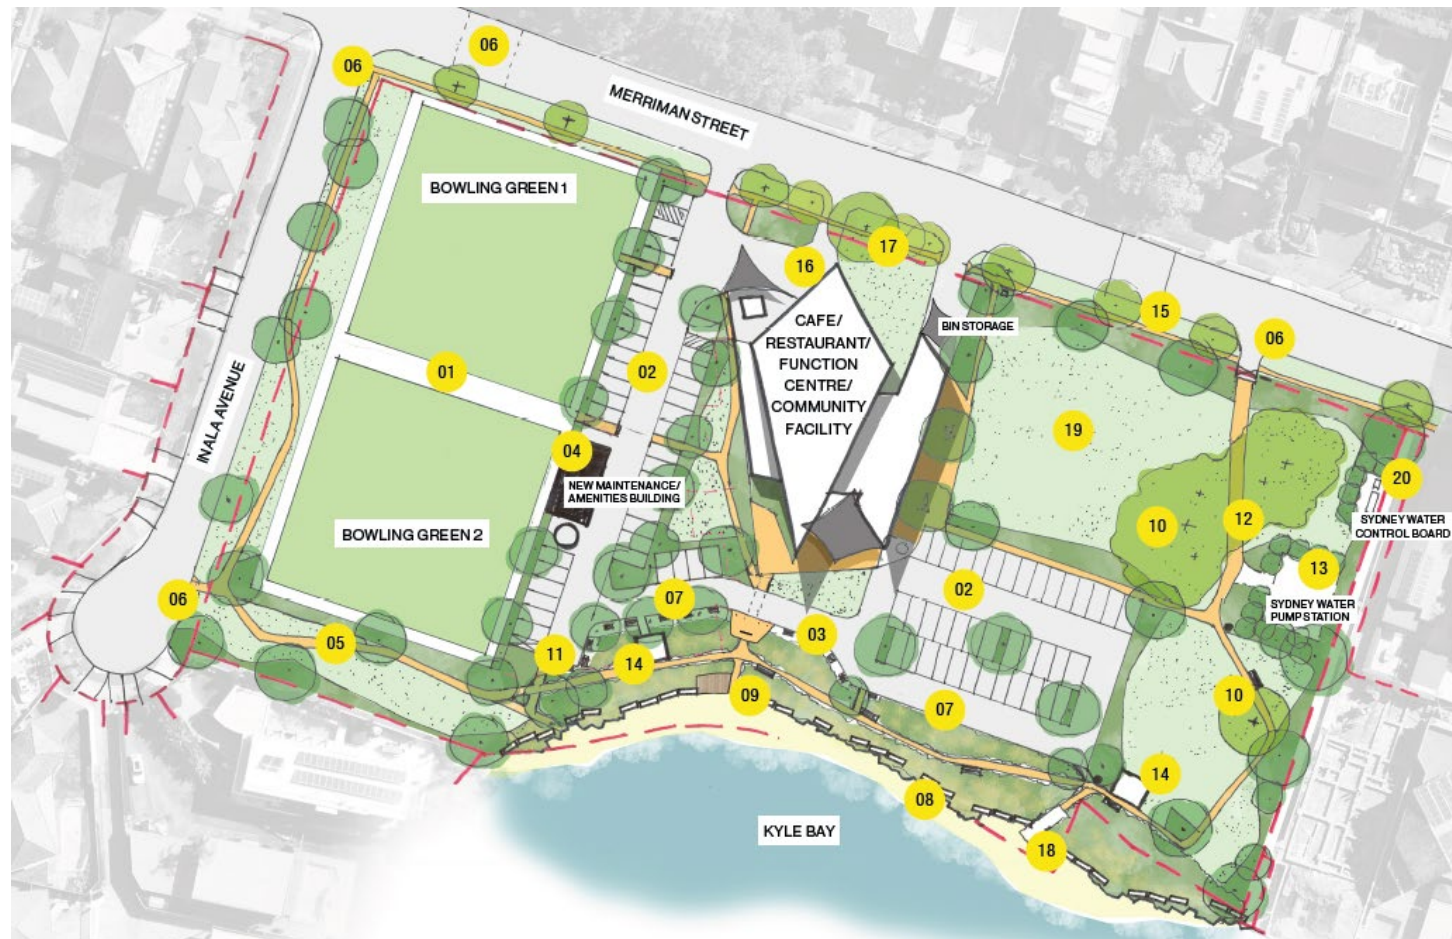 06
06
MERRIMAN STREET
BOWLING GREEN 1
17
16
15
CAFE/
RESTAURANT/
FUNCTION
CENTRE/
COMMUNITY
FACILITY
BIN STORAGE
06
01
02
INALA AVENUE
19
04
NEW MAINTENANCE/
AMENITIES BUILDING
20
SYDNEY WATER
CONTROL BOARD
10
12
BOWLING GREEN 2
13
SYDNEY WATER
PUMP STATION
06
07
02
05
11
14
03
09
07
10
14
08
KYLE BAY
18